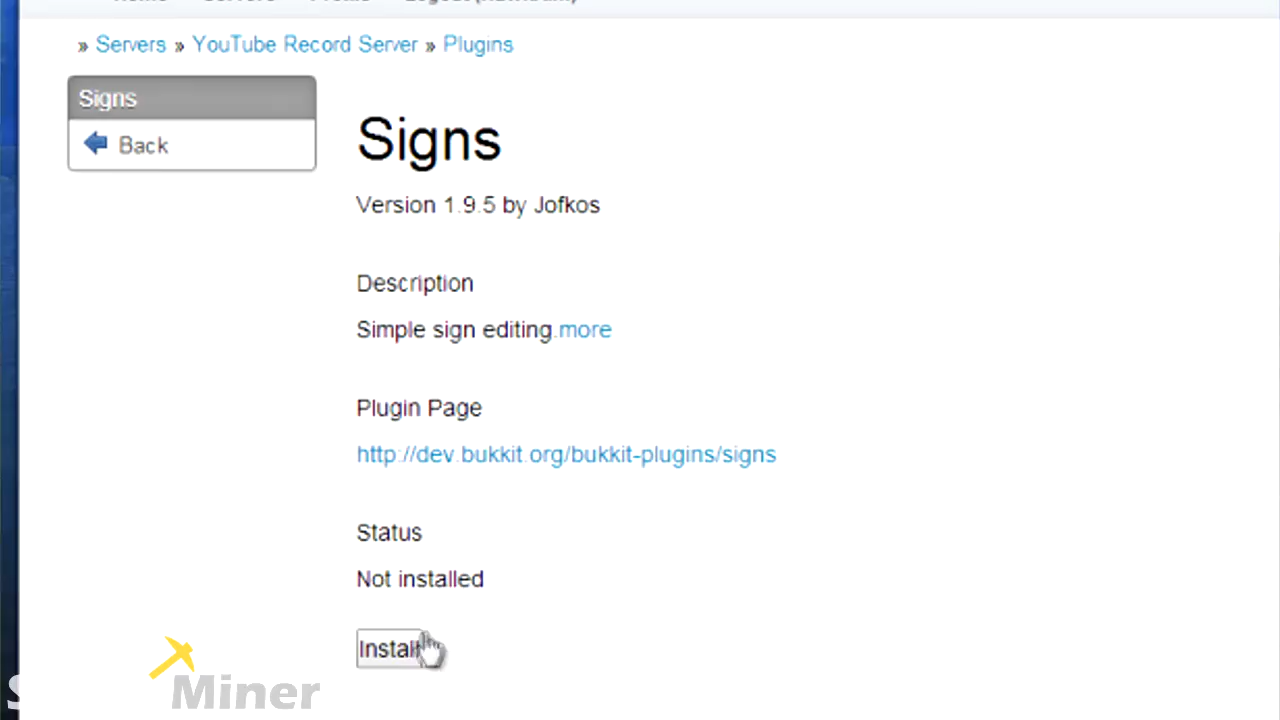 » Servers » YouTube Record Server » Plugins
Signs
Back
Signs
Version 1.9.5 by Jofkos
Description
Simple sign editing.more
Plugin Page
http://dev.bukkit.org/bukkit-plugins/signs
Status
Not installed
Install
S Miner